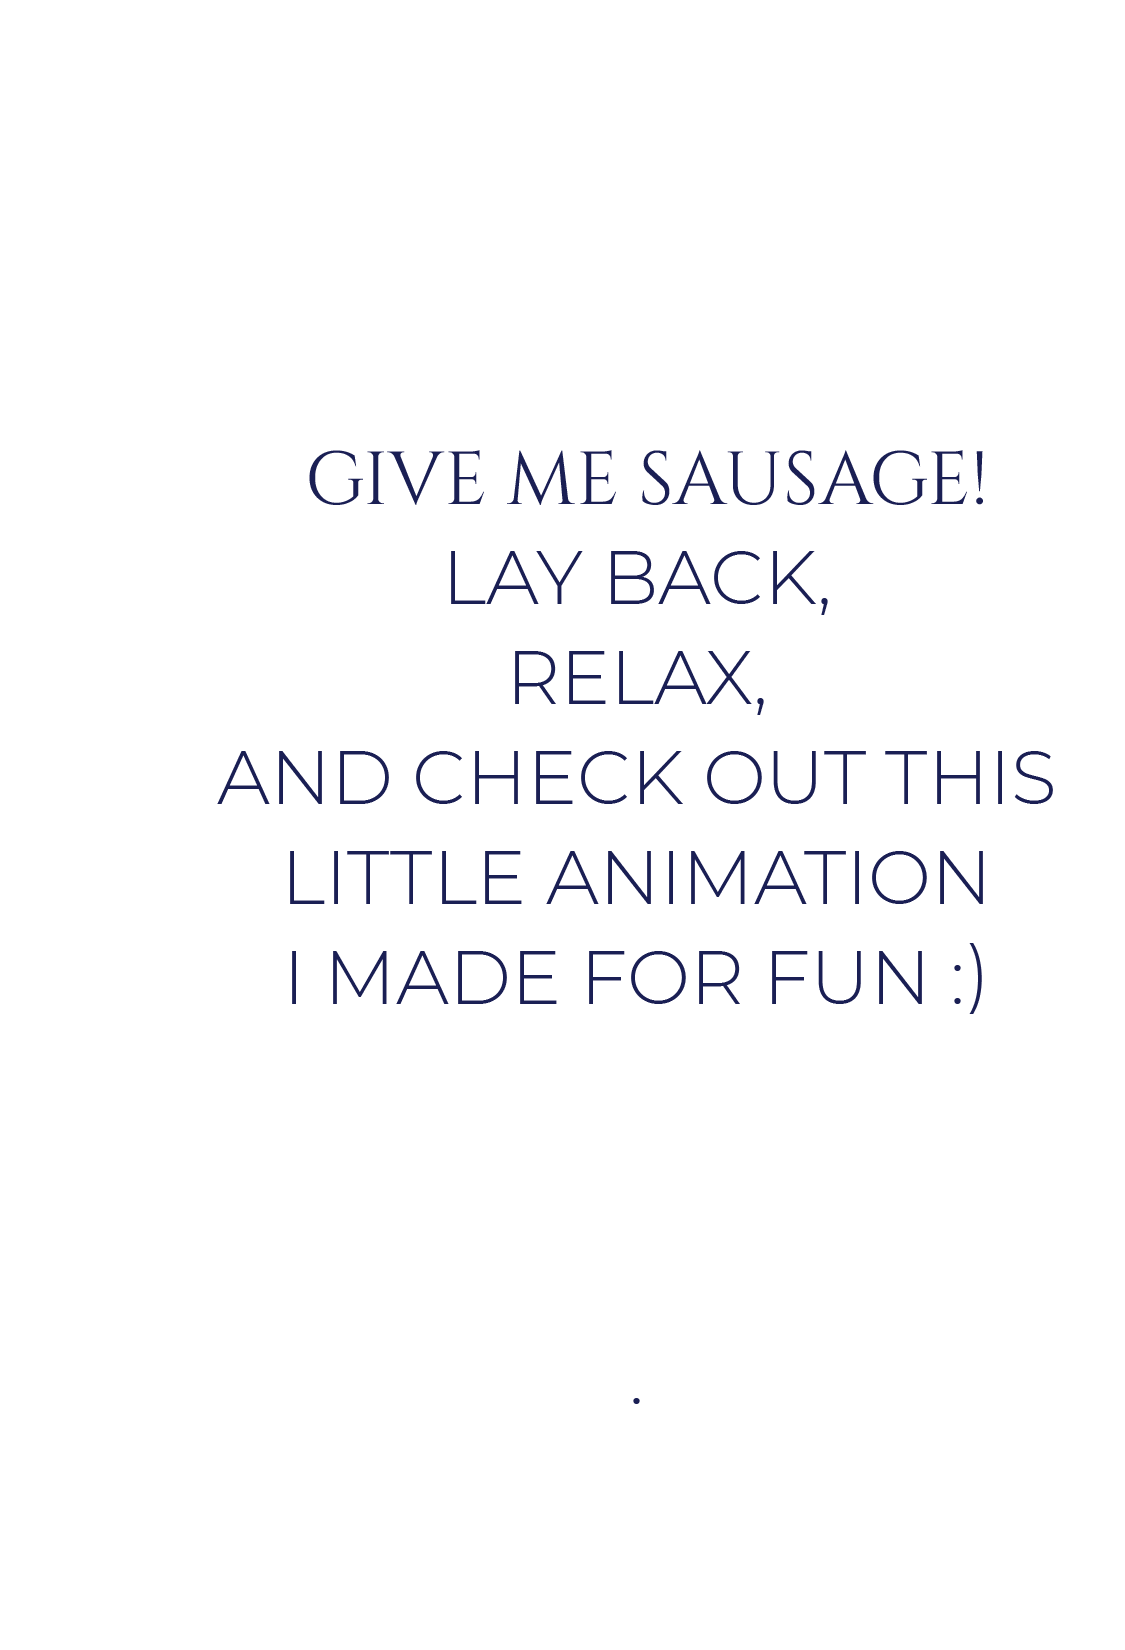 GIVE ME SAUSAGE!
LAY BACK,
RELAX,
AND CHECK OUT THIS
LITTLE ANIMATION
I MADE FOR FUN :)
.